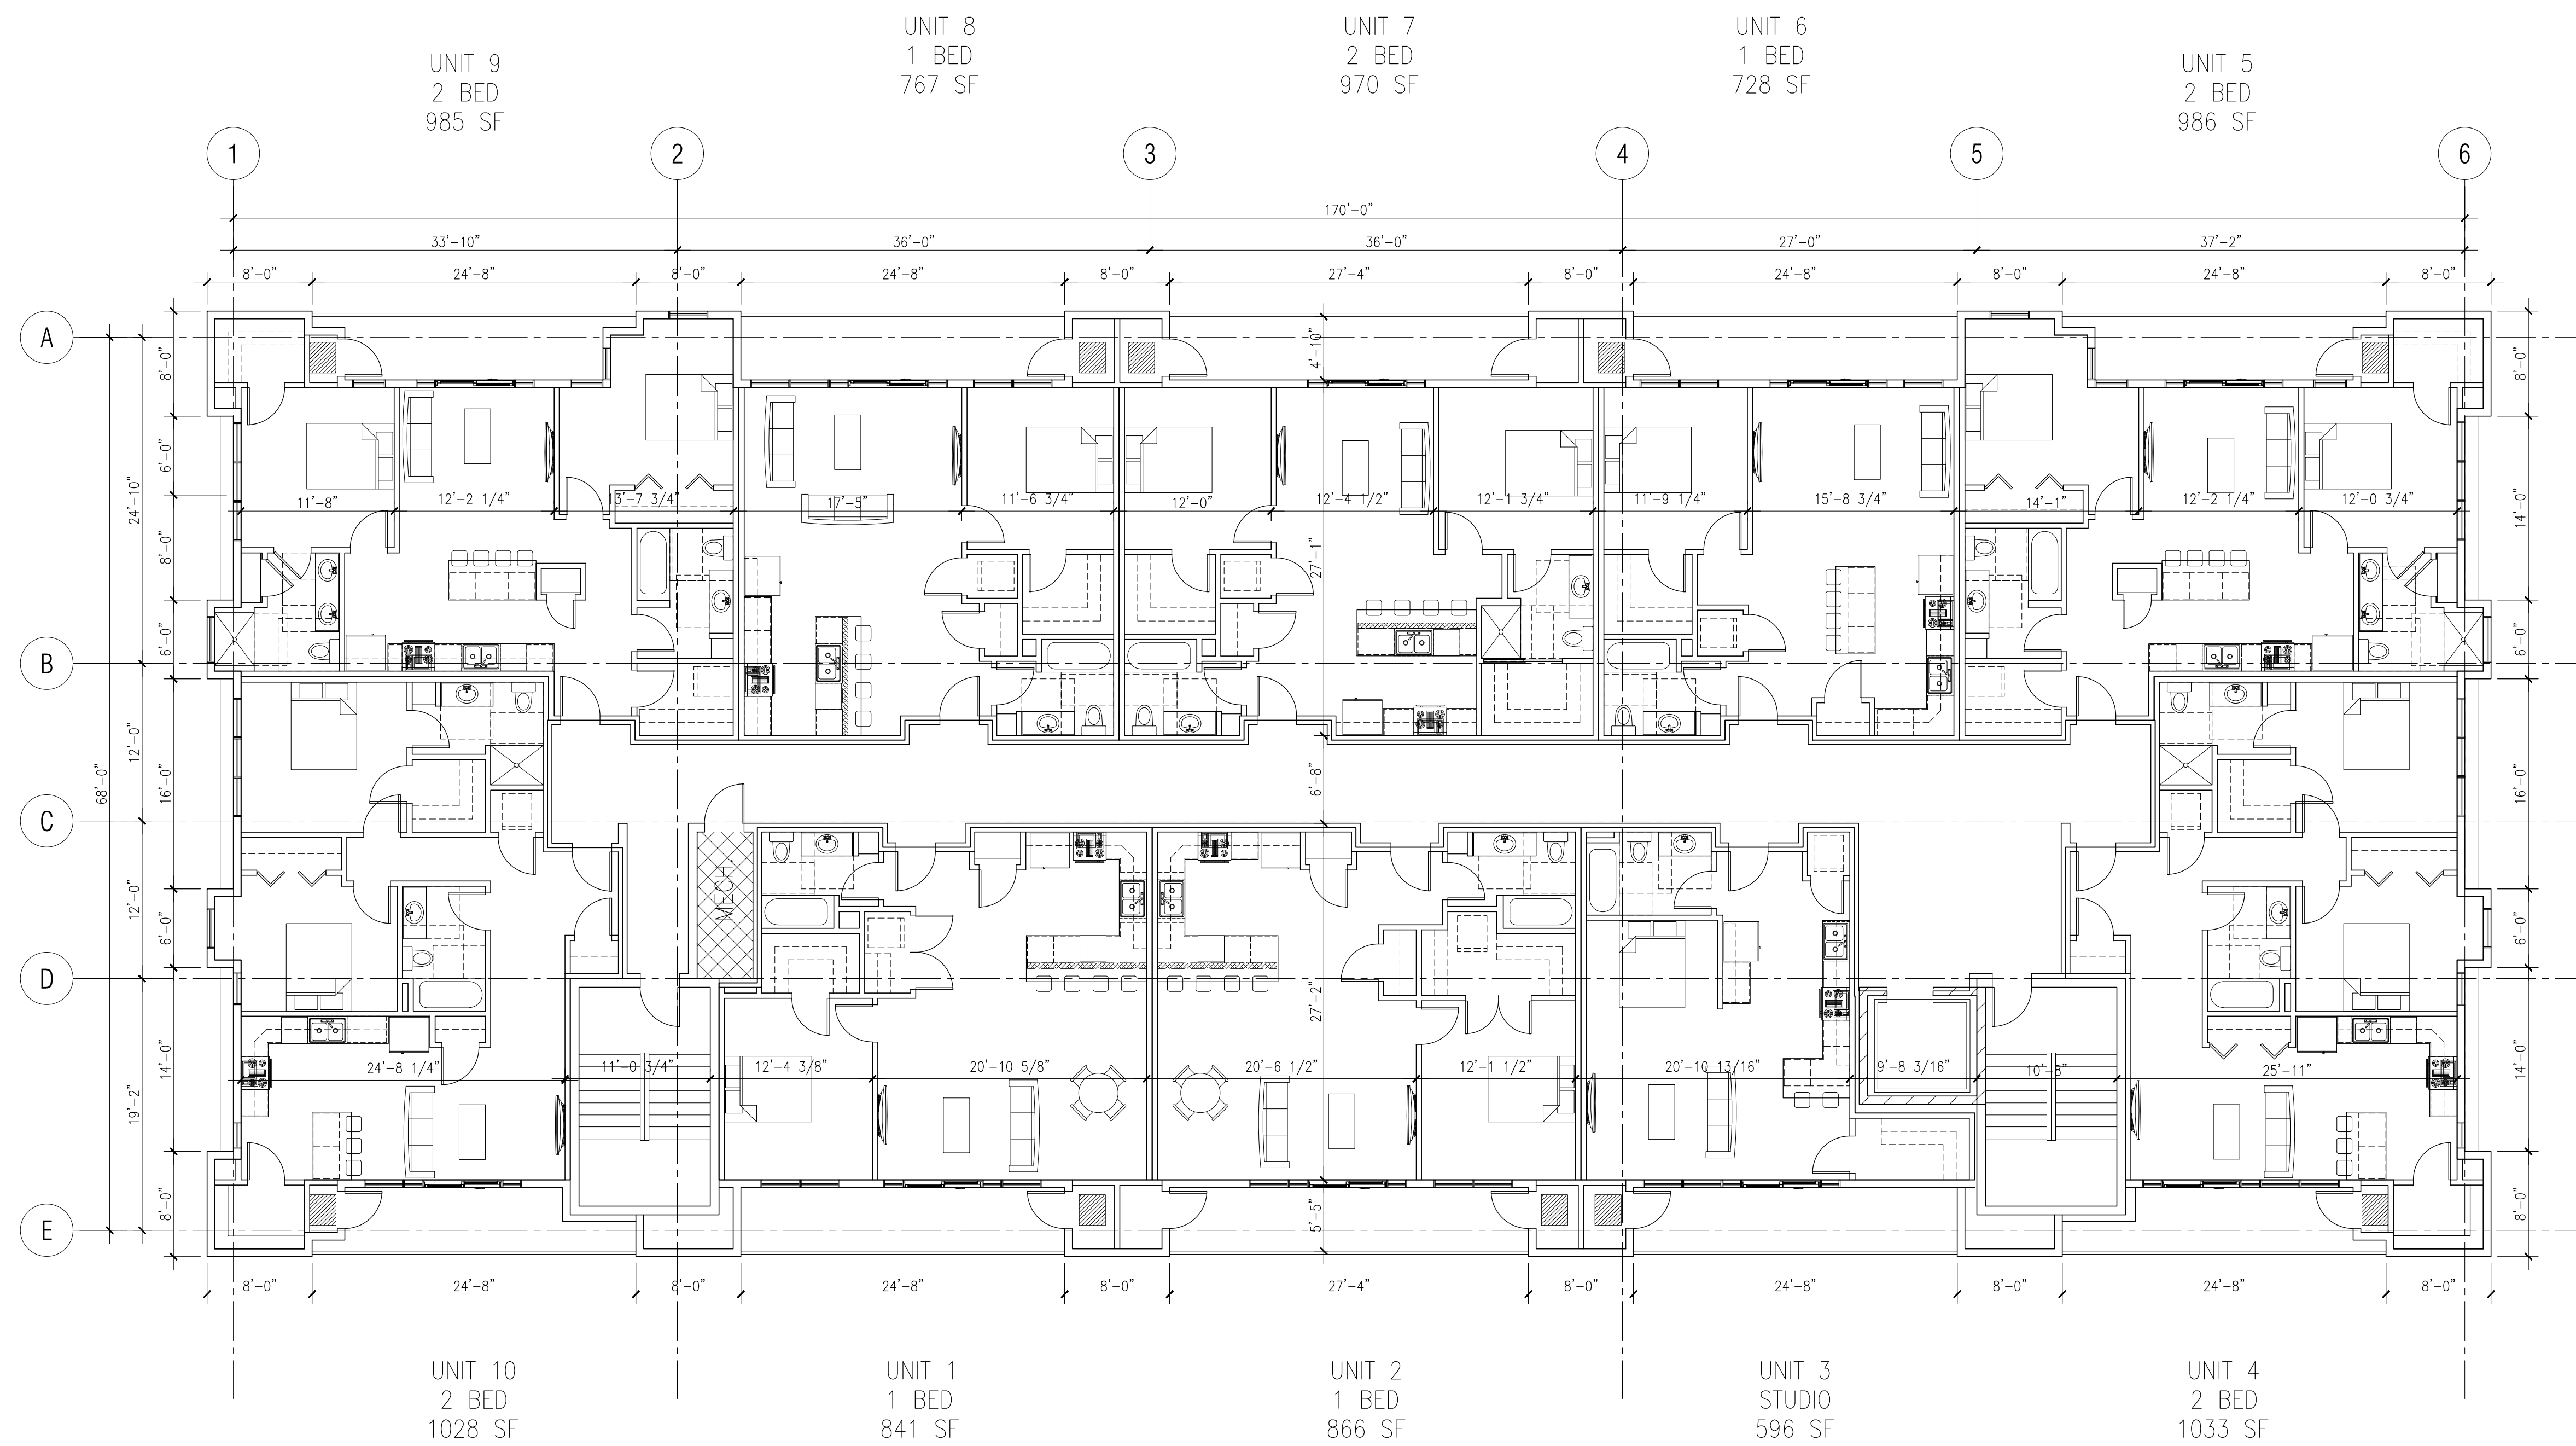 UNIT 9
2 BED
985 SF
UNIT 8
1 BED
767 SF
UNIT 7
2 BED
970 SF
UNIT 6
1 BED
728 SF
UNIT 5
2 BED
986 SF
1
2
3
4
5
6
170'-0"
33'-10"
36'-0"
36'-0"
27'-0"
37'-2"
8'-0"
24'-8"
8'-0"
24'-8"
8'-0"
27'-4"
8'-0"
24'-8"
8'-0"
24'-8"
8'-0"
A
B
C
D
E
68'-0"
24'-10"
12'-0"
12'-0"
19'-2"
8'-0"
6'-0"
8'-0"
6'-0"
16'-0"
6'-0"
14'-0"
8'-0"
4'-10"
27'-1"
6'-8"
27'-2"
5'-5"
8'-0"
14'-0"
6'-0"
16'-0"
6'-0"
14'-0"
8'-0"
11'-8"
12'-2 1/4"
13'-7 3/4"
17'-5"
11'-6 3/4"
12'-0"
12'-4 1/2"
12'-1 3/4"
11'-9 1/4"
15'-8 3/4"
14'-1"
12'-2 1/4"
12'-0 3/4"
MECH.
24'-8 1/4"
11'-0 3/4"
12'-4 3/8"
20'-10 5/8"
20'-6 1/2"
12'-1 1/2"
20'-10 13/16"
9'-8 3/16"
10'-8"
25'-11"
8'-0"
24'-8"
8'-0"
24'-8"
8'-0"
27'-4"
8'-0"
24'-8"
8'-0"
24'-8"
8'-0"
UNIT 10
2 BED
1028 SF
UNIT 1
1 BED
841 SF
UNIT 2
1 BED
866 SF
UNIT 3
STUDIO
596 SF
UNIT 4
2 BED
1033 SF